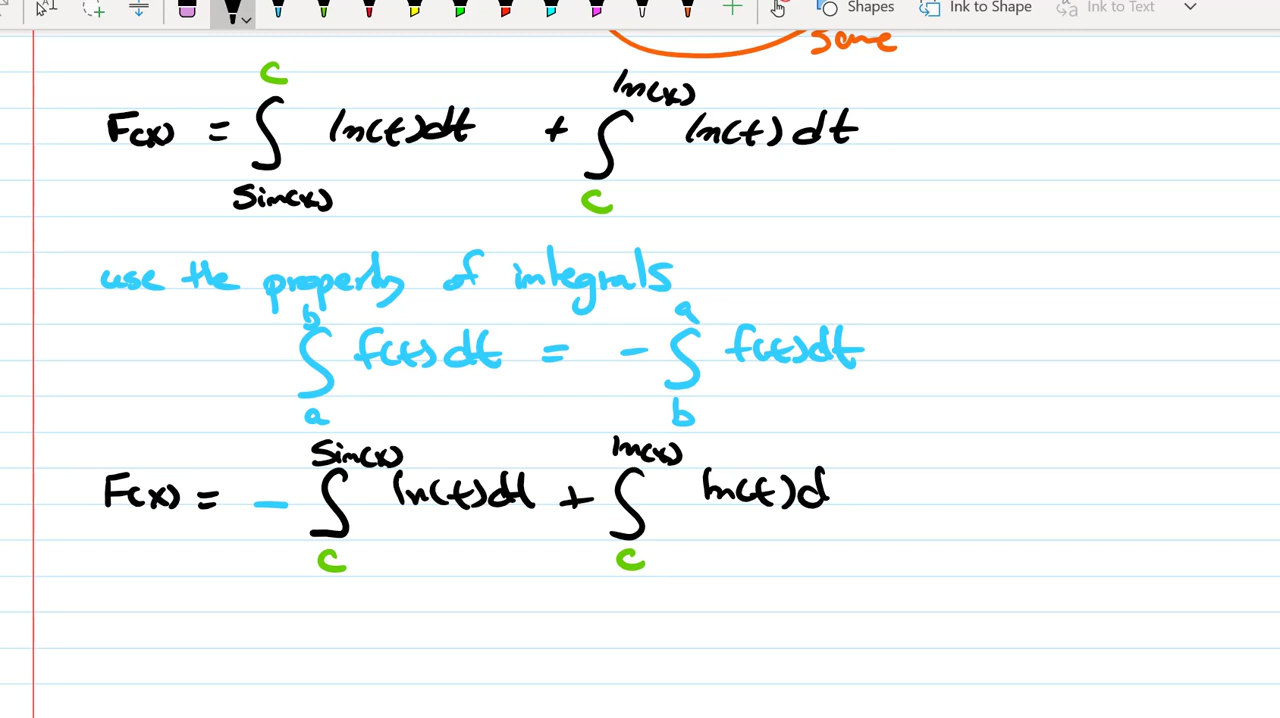 Shapes Ink to Shape Ink to Text
same
F(x) = ∫_{sin(x)}^{c} ln(t)dt + ∫_{c}^{ln(x)} ln(t) dt
use the property of integrals
∫_{a}^{b} f(t)dt = - ∫_{b}^{a} f(t)dt
F(x) = - ∫_{c}^{sin(x)} ln(t)dt + ∫_{c}^{ln(x)} ln(t)d